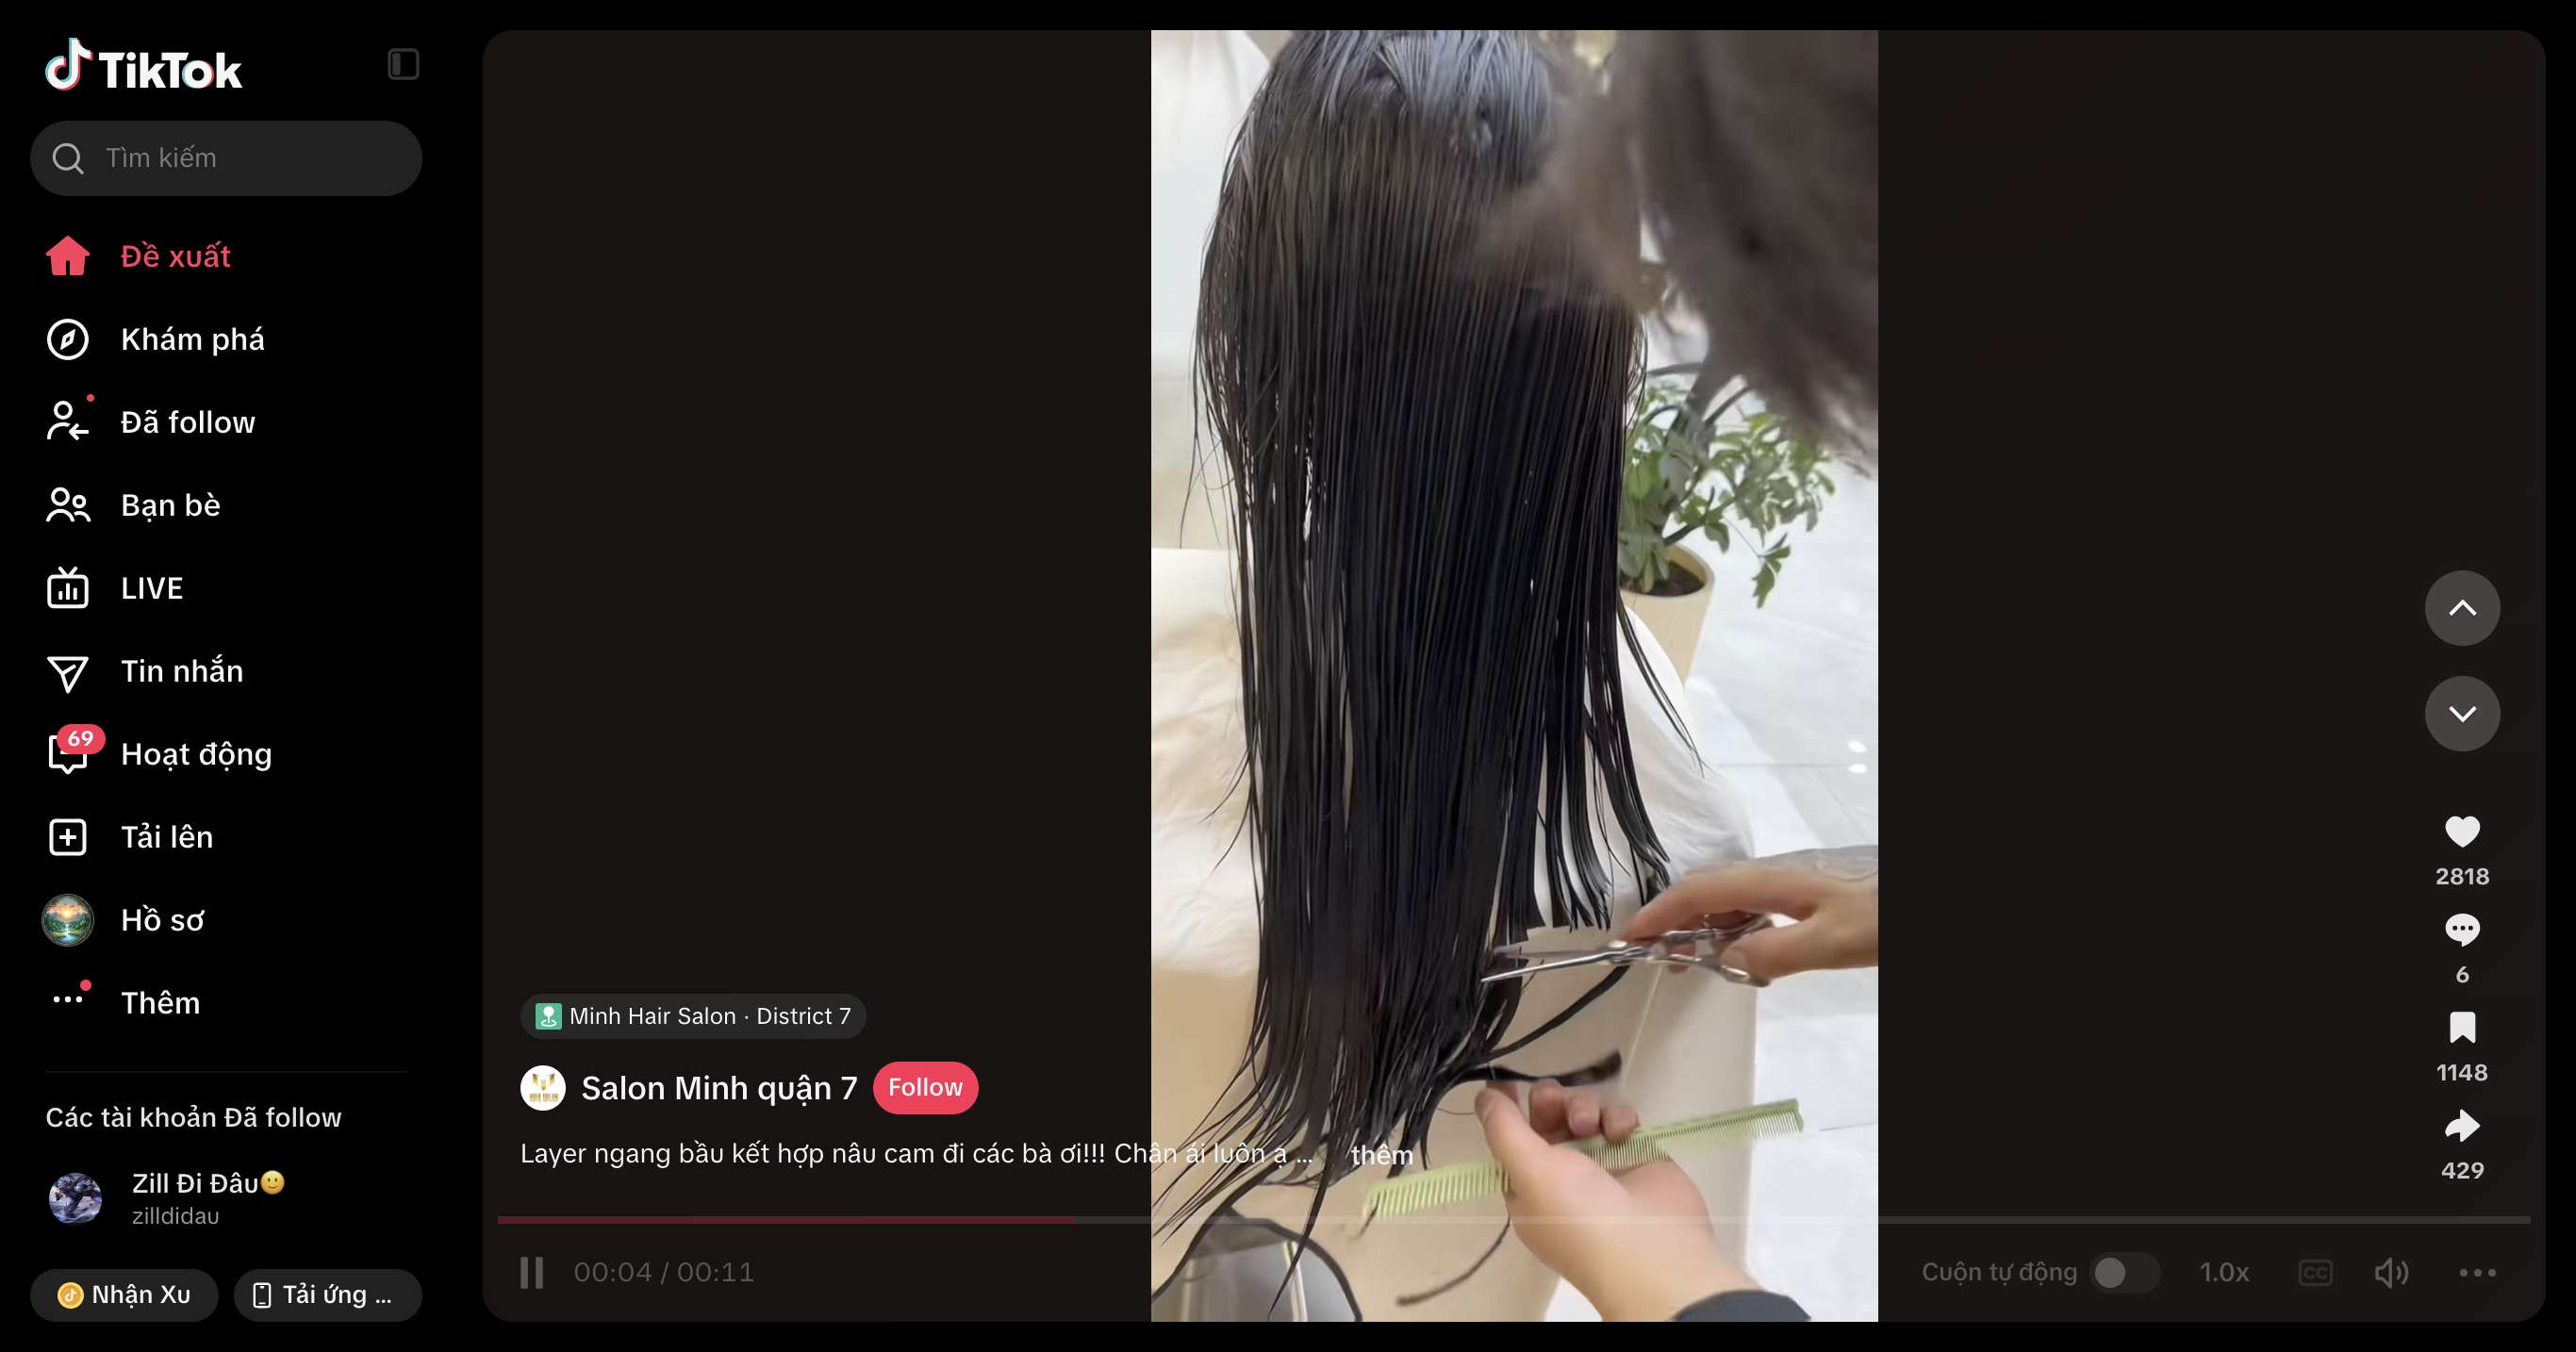 TikTok
Tìm kiếm
Đề xuất
Khám phá
Đã follow
Bạn bè
LIVE
Tin nhắn
69
Hoạt động
Tải lên
Hồ sơ
Thêm
Các tài khoản Đã follow
Zill Đi Đâu
zilldidau
Nhận Xu
Tải ứng ...
Minh Hair Salon · District 7
Salon Minh quận 7
Follow
Layer ngang bầu kết hợp nâu cam đi các bà ơi!!! Chân ái luôn ạ ... thêm
00:04 / 00:11
2818
6
1148
429
Cuộn tự động
1.0x
CC